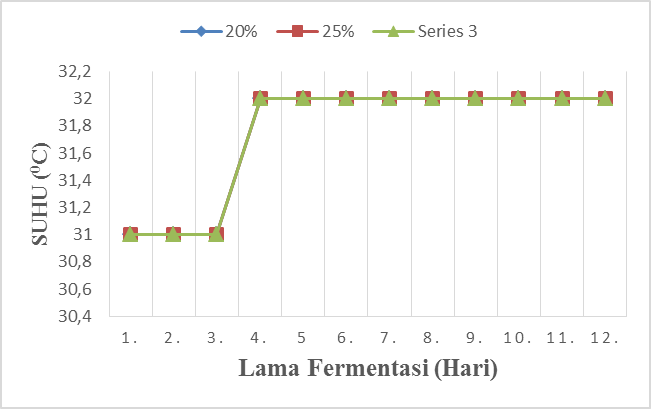 20% 25% Series 3
32,2
32
31,8
31,6
31,4
31,2
31
30,8
30,6
30,4
SUHU (⁰C)
1. 2. 3. 4. 5 6. 7. 8. 9. 10. 11. 12.
Lama Fermentasi (Hari)